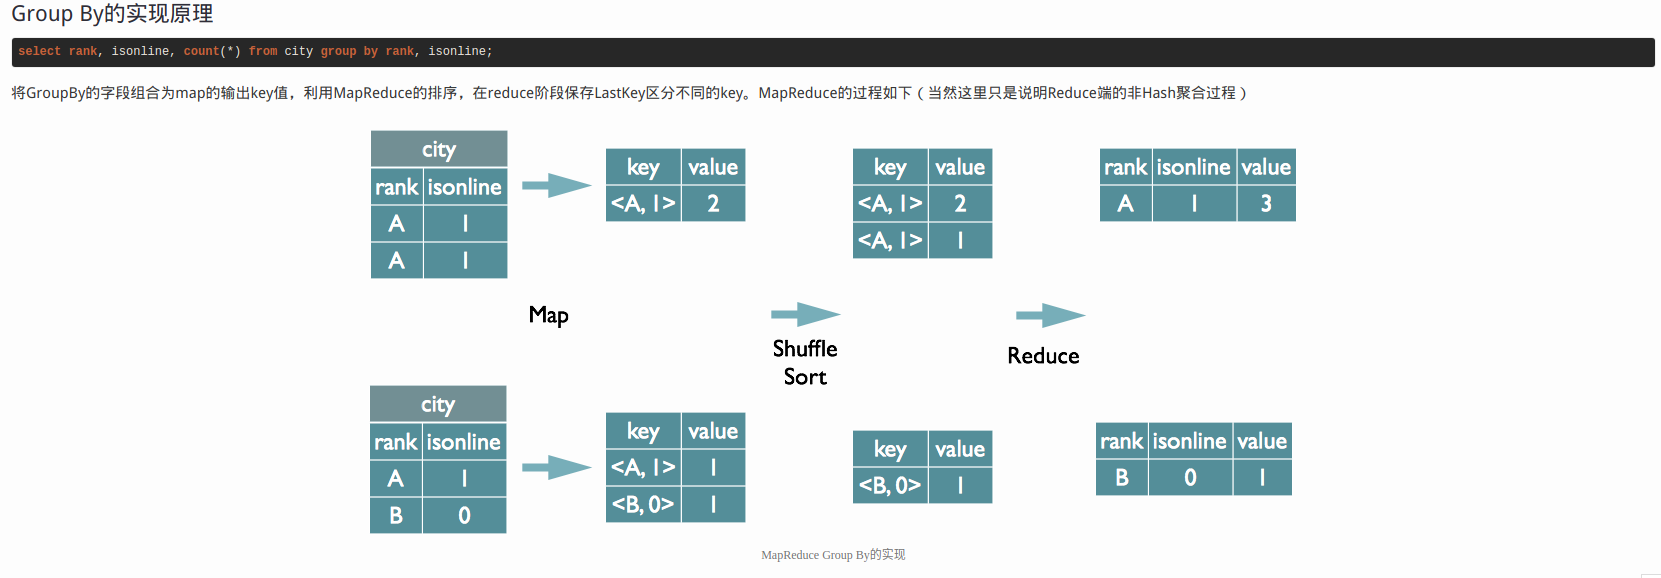 Group By的实现原理
select rank, isonline, count(*) from city group by rank, isonline;
将GroupBy的字段组合为map的输出key值，利用MapReduce的排序，在reduce阶段保存LastKey区分不同的key。MapReduce的过程如下（当然这里只是说明Reduce端的非Hash聚合过程）
city
rank isonline
A 1
A 1
key value
<A, 1> 2
key value
<A, 1> 2
<A, 1> 1
rank isonline value
A 1 3
Map
Shuffle
Sort
Reduce
city
rank isonline
A 1
B 0
key value
<A, 1> 1
<B, 0> 1
key value
<B, 0> 1
rank isonline value
B 0 1
MapReduce Group By的实现